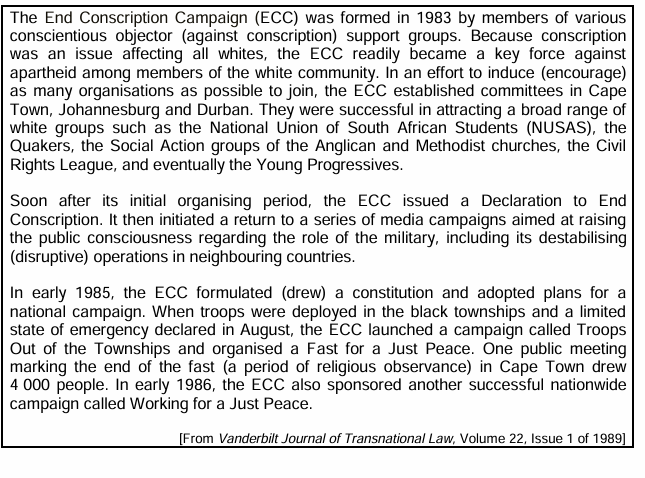 The End Conscription Campaign (ECC) was formed in 1983 by members of various
conscientious objector (against conscription) support groups. Because conscription
was an issue affecting all whites, the ECC readily became a key force against
apartheid among members of the white community. In an effort to induce (encourage)
as many organisations as possible to join, the ECC established committees in Cape
Town, Johannesburg and Durban. They were successful in attracting a broad range of
white groups such as the National Union of South African Students (NUSAS), the
Quakers, the Social Action groups of the Anglican and Methodist churches, the Civil
Rights League, and eventually the Young Progressives.
Soon after its initial organising period, the ECC issued a Declaration to End
Conscription. It then initiated a return to a series of media campaigns aimed at raising
the public consciousness regarding the role of the military, including its destabilising
(disruptive) operations in neighbouring countries.
In early 1985, the ECC formulated (drew) a constitution and adopted plans for a
national campaign. When troops were deployed in the black townships and a limited
state of emergency declared in August, the ECC launched a campaign called Troops
Out of the Townships and organised a Fast for a Just Peace. One public meeting
marking the end of the fast (a period of religious observance) in Cape Town drew
4 000 people. In early 1986, the ECC also sponsored another successful nationwide
campaign called Working for a Just Peace.
[From Vanderbilt Journal of Transnational Law, Volume 22, Issue 1 of 1989]